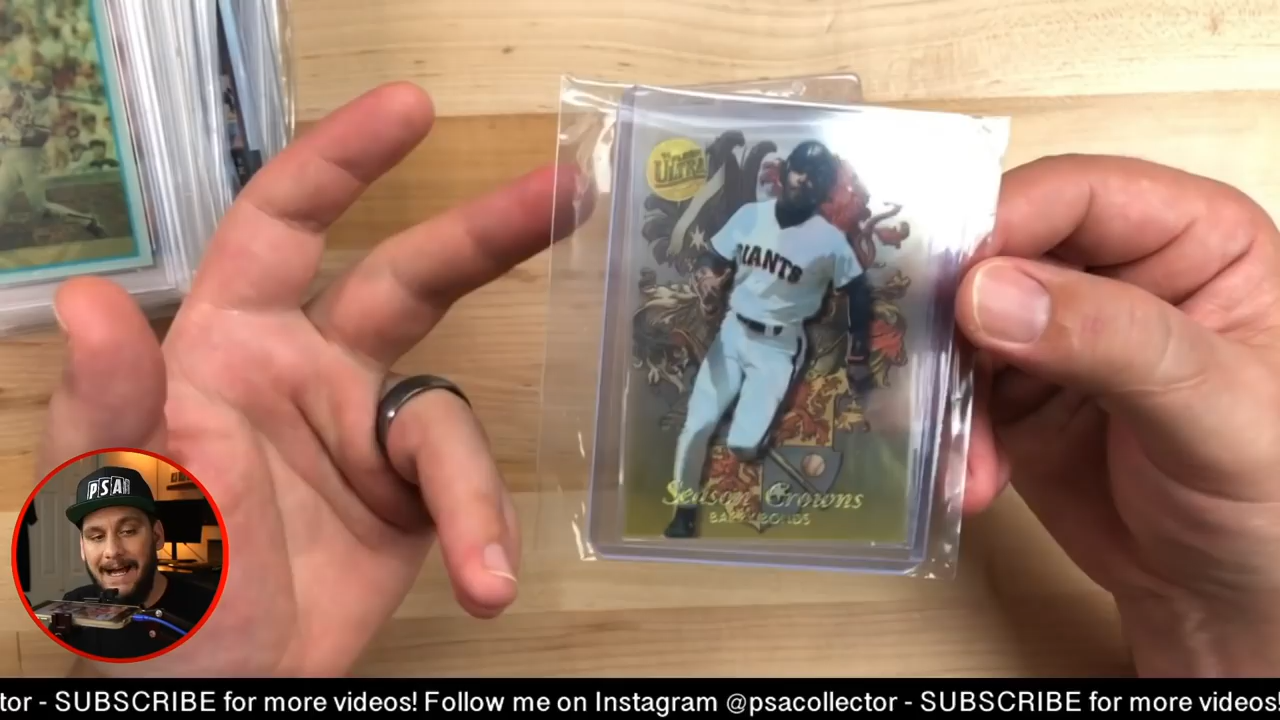 ULTRA
GIANTS
Season Crowns
BARRY BONDS
PSA
tor - SUBSCRIBE for more videos! Follow me on Instagram @psacollector - SUBSCRIBE for more videos!